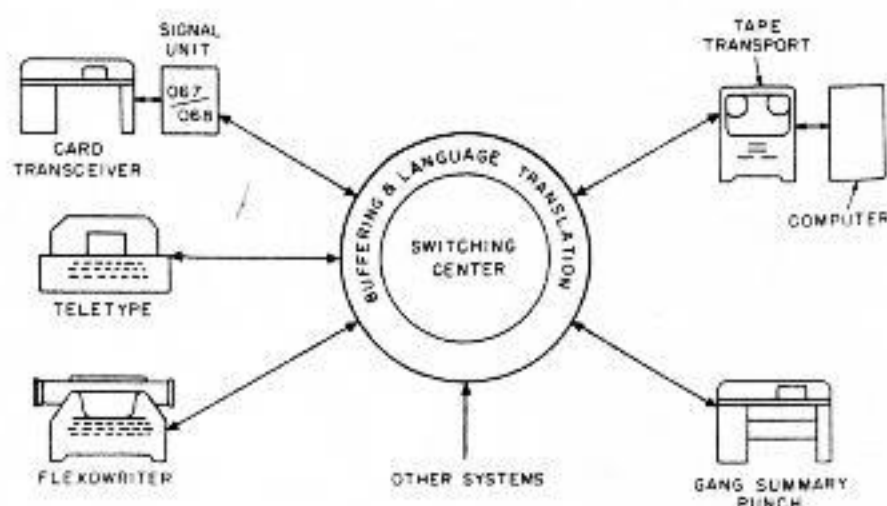 SIGNAL
UNIT
067
068
CARD
TRANSCEIVER
TAPE
TRANSPORT
COMPUTER
BUFFERING & LANGUAGE TRANSLATION
SWITCHING
CENTER
TELETYPE
FLEXOWRITER
OTHER SYSTEMS
GANG SUMMARY
PUNCH